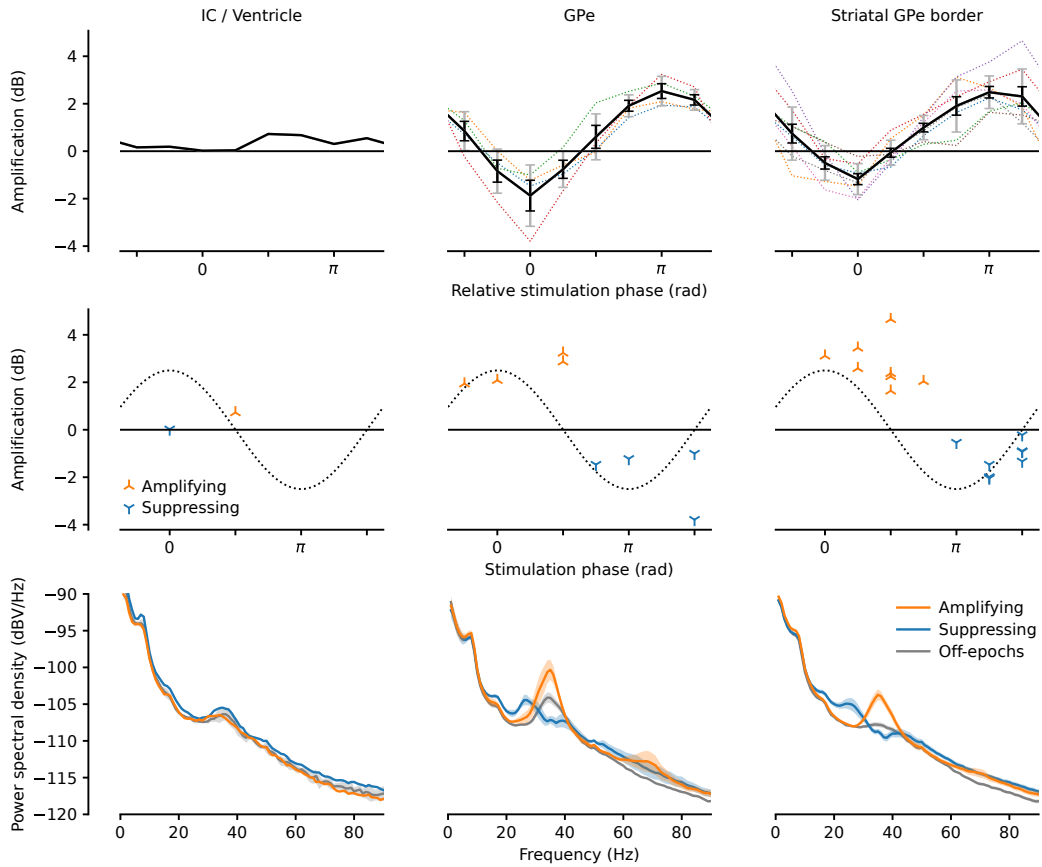 IC / Ventricle
GPe
Striatal GPe border
Amplification (dB)
4
2
0
−2
−4
0
π
0
π
0
π
Relative stimulation phase (rad)
Amplification (dB)
4
2
0
−2
−4
Amplifying
Suppressing
0
π
0
π
0
π
Stimulation phase (rad)
Power spectral density (dBV/Hz)
−90
−95
−100
−105
−110
−115
−120
Amplifying
Suppressing
Off-epochs
0
20
40
60
80
0
20
40
60
80
0
20
40
60
80
Frequency (Hz)